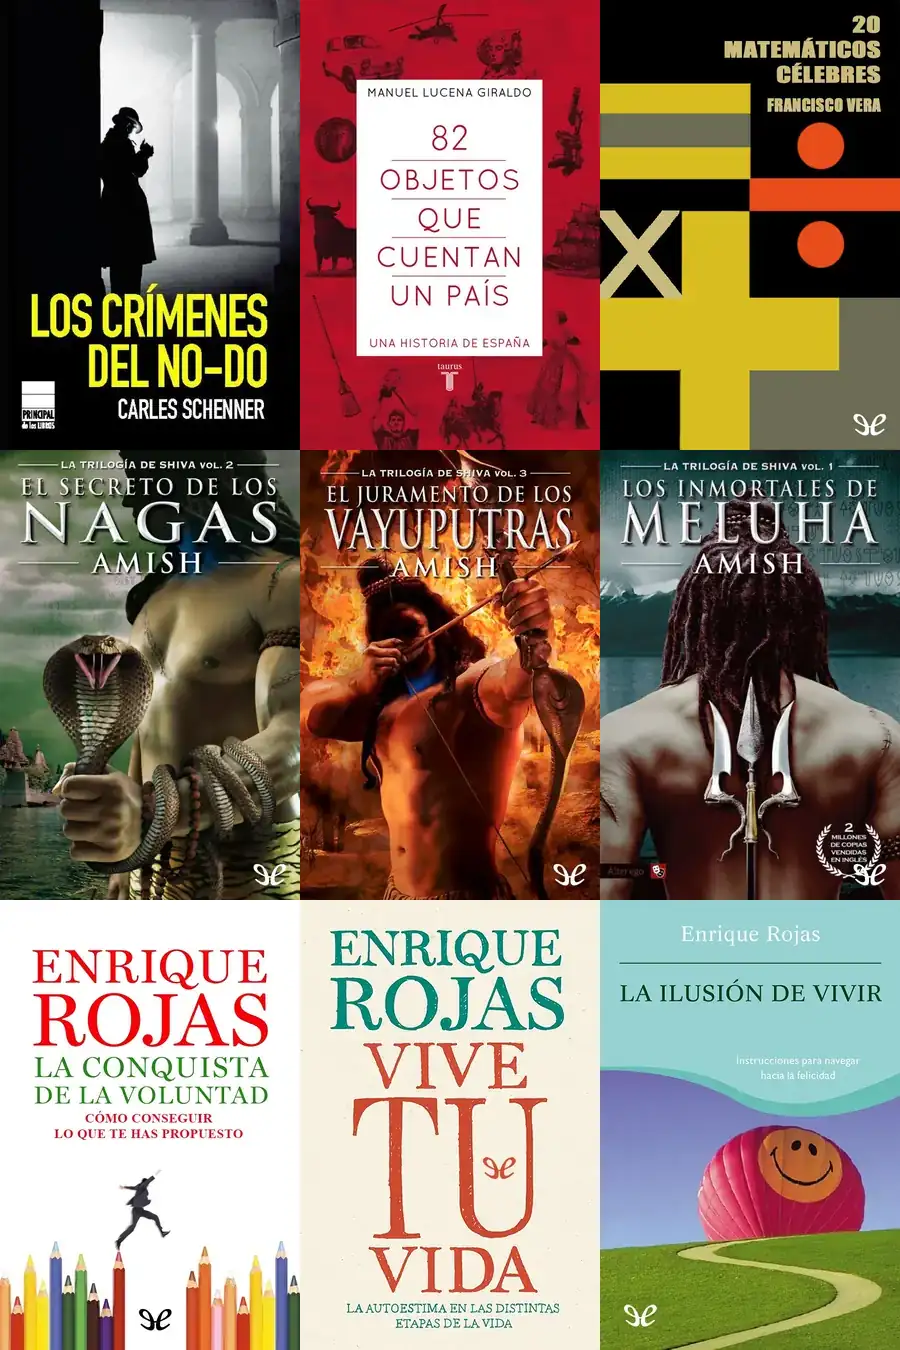 LOS CRÍMENES
DEL NO-DO
CARLES SCHENNER
PRINCIPAL
de los LIBROS
MANUEL LUCENA GIRALDO
82
OBJETOS
QUE
CUENTAN
UN PAÍS
UNA HISTORIA DE ESPAÑA
taurus
T
20
MATEMÁTICOS
CÉLEBRES
FRANCISCO VERA
LA TRILOGÍA DE SHIVA VOL. 2
EL SECRETO DE LOS
NAGAS
AMISH
LA TRILOGÍA DE SHIVA VOL. 3
EL JURAMENTO DE LOS
VAYUPUTRAS
AMISH
LA TRILOGÍA DE SHIVA VOL. 1
LOS INMORTALES DE
MELUHA
AMISH
2
MILLONES
DE COPIAS
VENDIDAS
EN INGLÉS
Alterego
ENRIQUE
ROJAS
LA CONQUISTA
DE LA VOLUNTAD
CÓMO CONSEGUIR
LO QUE TE HAS PROPUESTO
ENRIQUE
ROJAS
VIVE
TU
VIDA
LA AUTOESTIMA EN LAS DISTINTAS
ETAPAS DE LA VIDA
Enrique Rojas
LA ILUSIÓN DE VIVIR
Instrucciones para navegar
hacia la felicidad